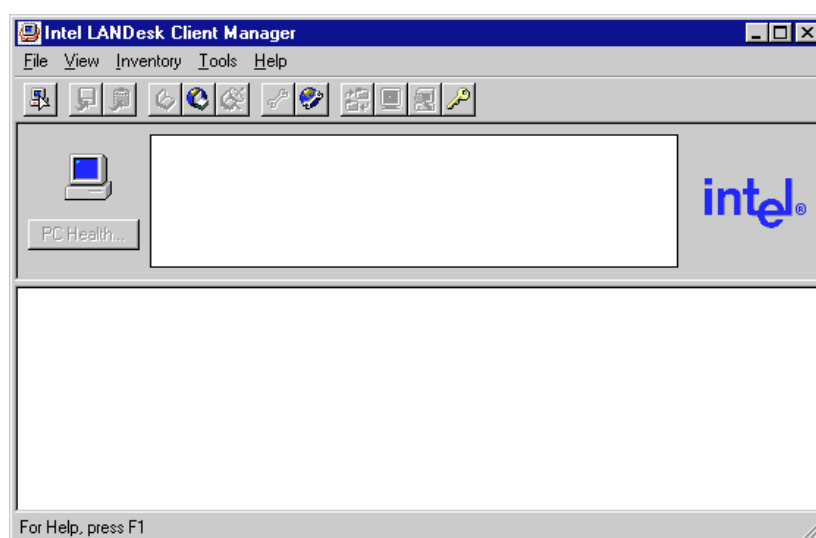 Intel LANDesk Client Manager
File View Inventory Tools Help
PC Health...
intel®
For Help, press F1